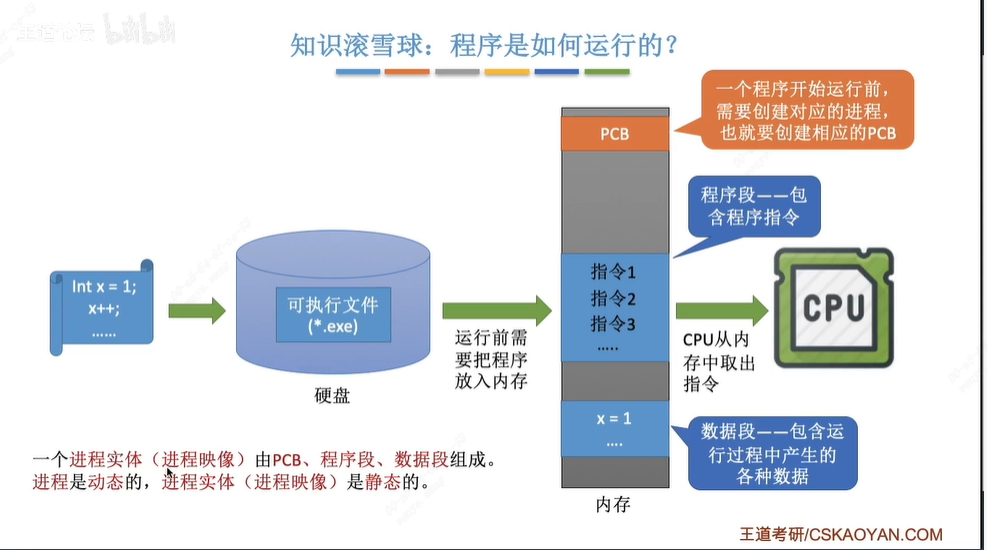 知识滚雪球：程序是如何运行的？
一个程序开始运行前，
需要创建对应的进程，
也就要创建相应的PCB
PCB
程序段——包
含程序指令
Int x = 1;
x++;
……
可执行文件
(*.exe)
硬盘
运行前需
要把程序
放入内存
指令1
指令2
指令3
…..
CPU从内
存中取出
指令
CPU
x = 1
….
数据段——包含运
行过程中产生的
各种数据
内存
一个进程实体（进程映像）由PCB、程序段、数据段组成。
进程是动态的，进程实体（进程映像）是静态的。
王道考研/CSKAOYAN.COM